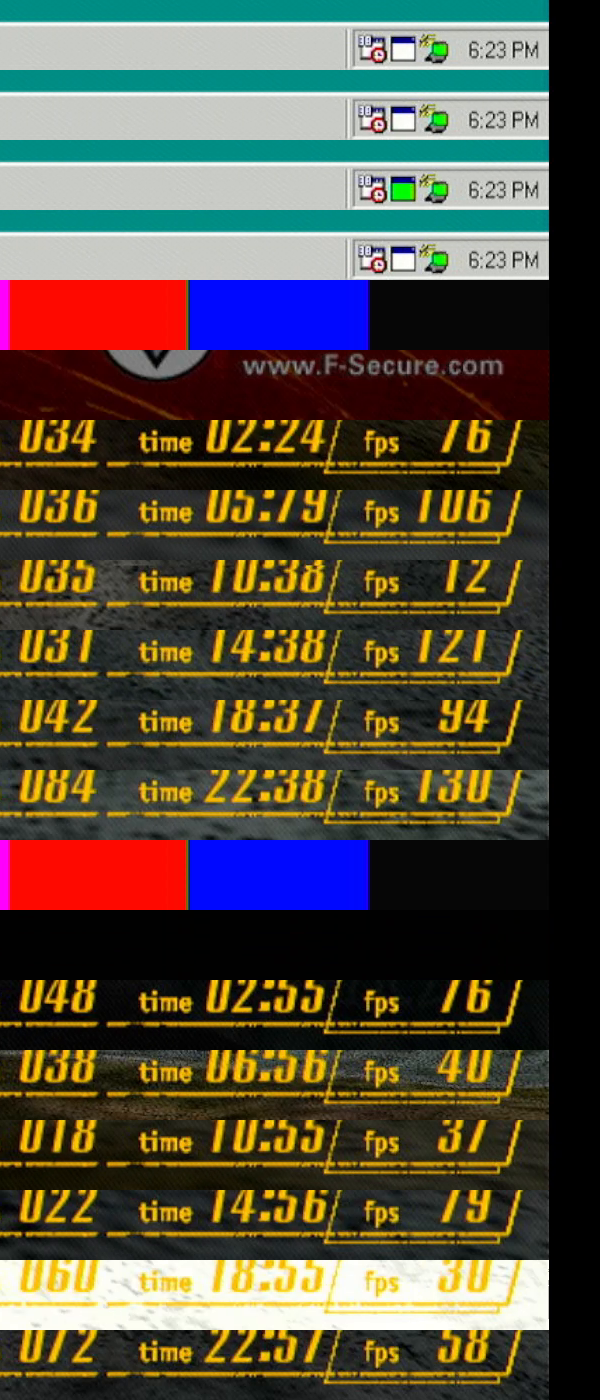 6:23 PM
6:23 PM
6:23 PM
6:23 PM
www.F-Secure.com
034 time 02:24 fps 76
036 time 05:79 fps 106
035 time 10:38 fps 12
031 time 14:38 fps 121
042 time 18:37 fps 94
084 time 22:38 fps 130
048 time 02:55 fps 76
038 time 06:56 fps 40
018 time 10:55 fps 37
022 time 14:56 fps 79
060 time 18:55 fps 30
072 time 22:57 fps 58